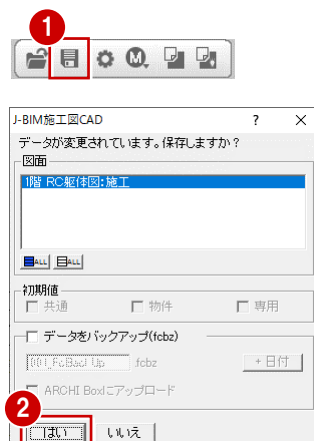 1
M
J-BIM施工図CAD ? ×
データが変更されています。保存しますか？
図面
1階 RC躯体図:施工
ALL ALL
初期値
共通 物件 専用
データをバックアップ(fcbz)
001_FcBack Up .fcbz +日付
ARCHI Boxにアップロード
2
はい いいえ